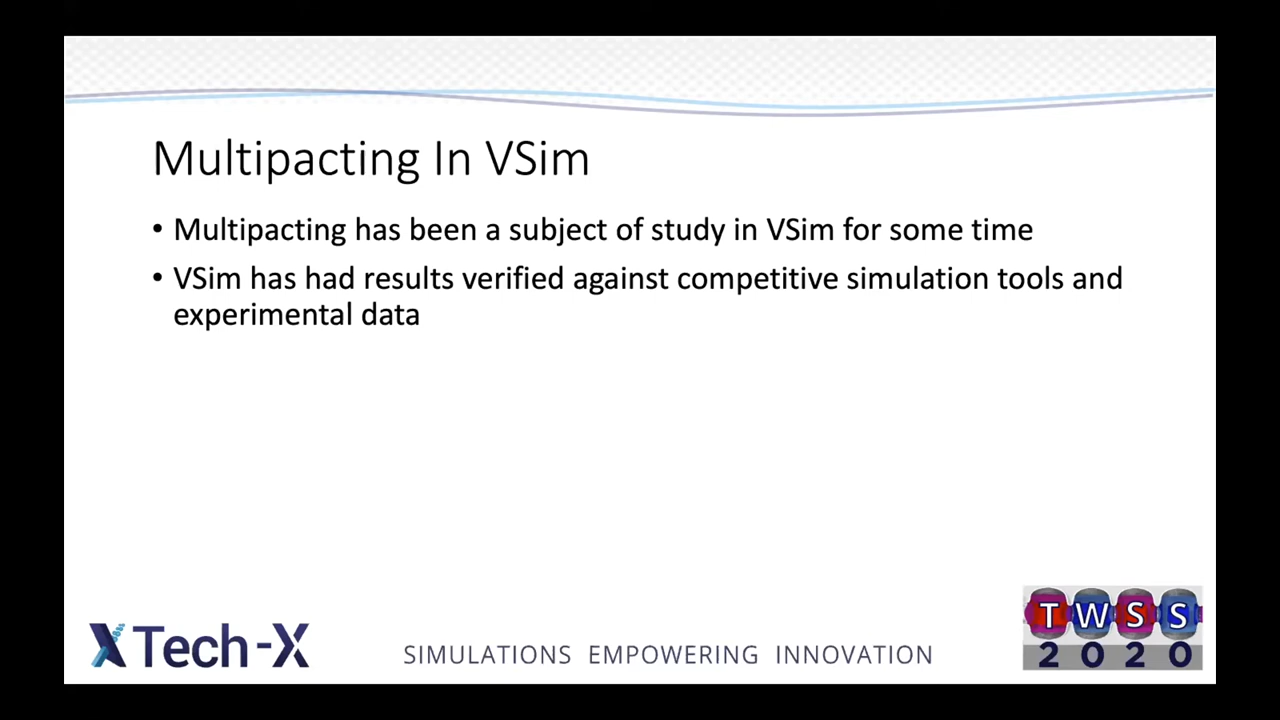 Multipacting In VSim
• Multipacting has been a subject of study in VSim for some time
• VSim has had results verified against competitive simulation tools and
experimental data
Tech-X
SIMULATIONS EMPOWERING INNOVATION
TWSS
2020